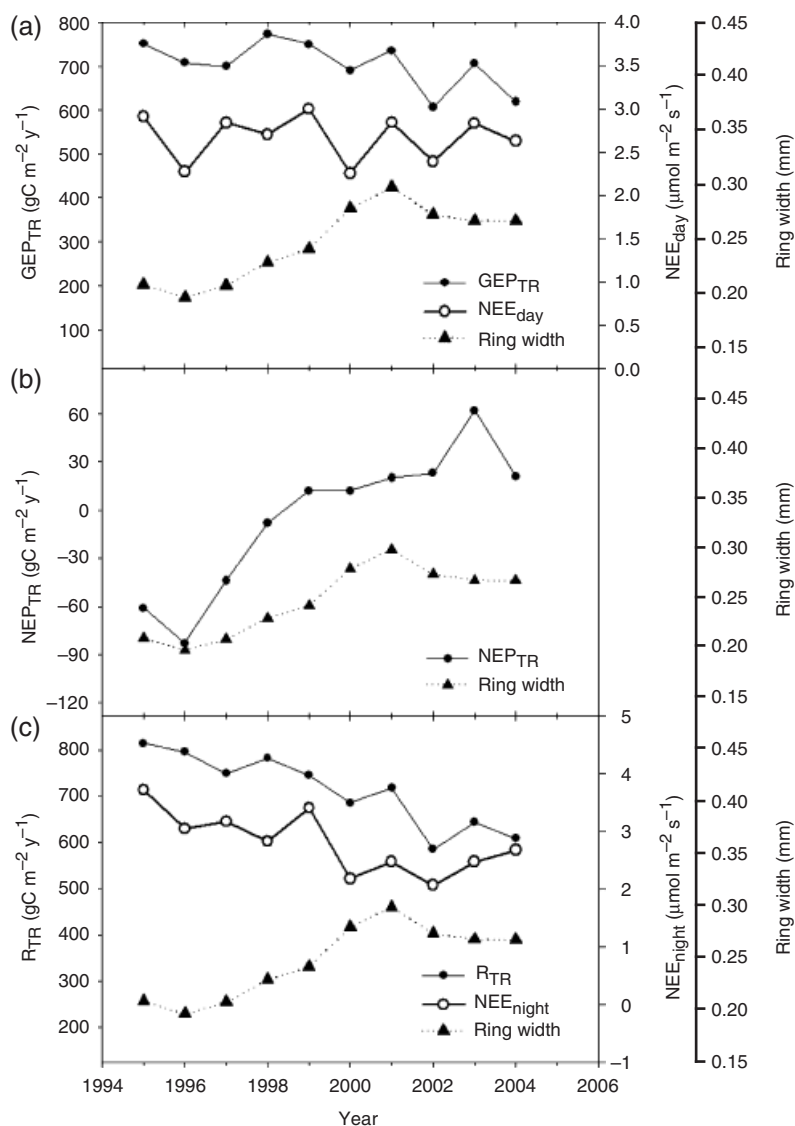 (a)
800
700
600
500
400
300
200
100
GEP_TR (gC m⁻² y⁻¹)
GEP_TR
NEE_day
Ring width
4.0
3.5
3.0
2.5
2.0
1.5
1.0
0.5
0.0
NEE_day (μmol m⁻² s⁻¹)
0.45
0.40
0.35
0.30
0.25
0.20
0.15
Ring width (mm)
(b)
60
30
0
−30
−60
−90
−120
NEP_TR (gC m⁻² y⁻¹)
NEP_TR
Ring width
0.45
0.40
0.35
0.30
0.25
0.20
0.15
Ring width (mm)
(c)
800
700
600
500
400
300
200
R_TR (gC m⁻² y⁻¹)
R_TR
NEE_night
Ring width
5
4
3
2
1
0
−1
NEE_night (μmol m⁻² s⁻¹)
0.45
0.40
0.35
0.30
0.25
0.20
0.15
Ring width (mm)
1994 1996 1998 2000 2002 2004 2006
Year